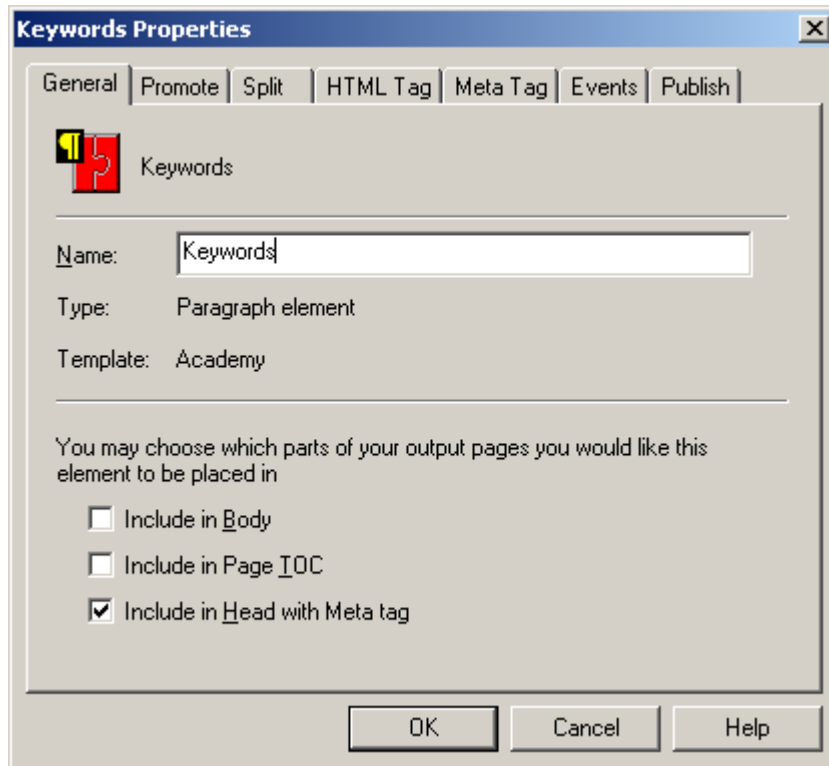 Keywords Properties
General Promote Split HTML Tag Meta Tag Events Publish
Keywords
Name: Keywords
Type: Paragraph element
Template: Academy
You may choose which parts of your output pages you would like this
element to be placed in
Include in Body
Include in Page TOC
Include in Head with Meta tag
OK Cancel Help